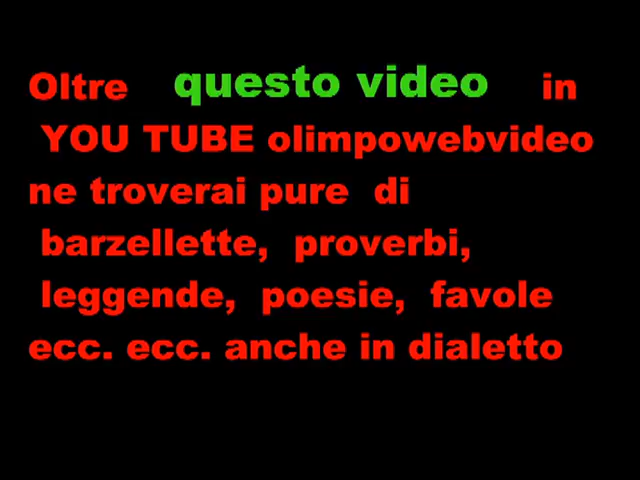 Oltre questo video in
YOU TUBE olimpowebvideo
ne troverai pure di
barzellette, proverbi,
leggende, poesie, favole
ecc. ecc. anche in dialetto